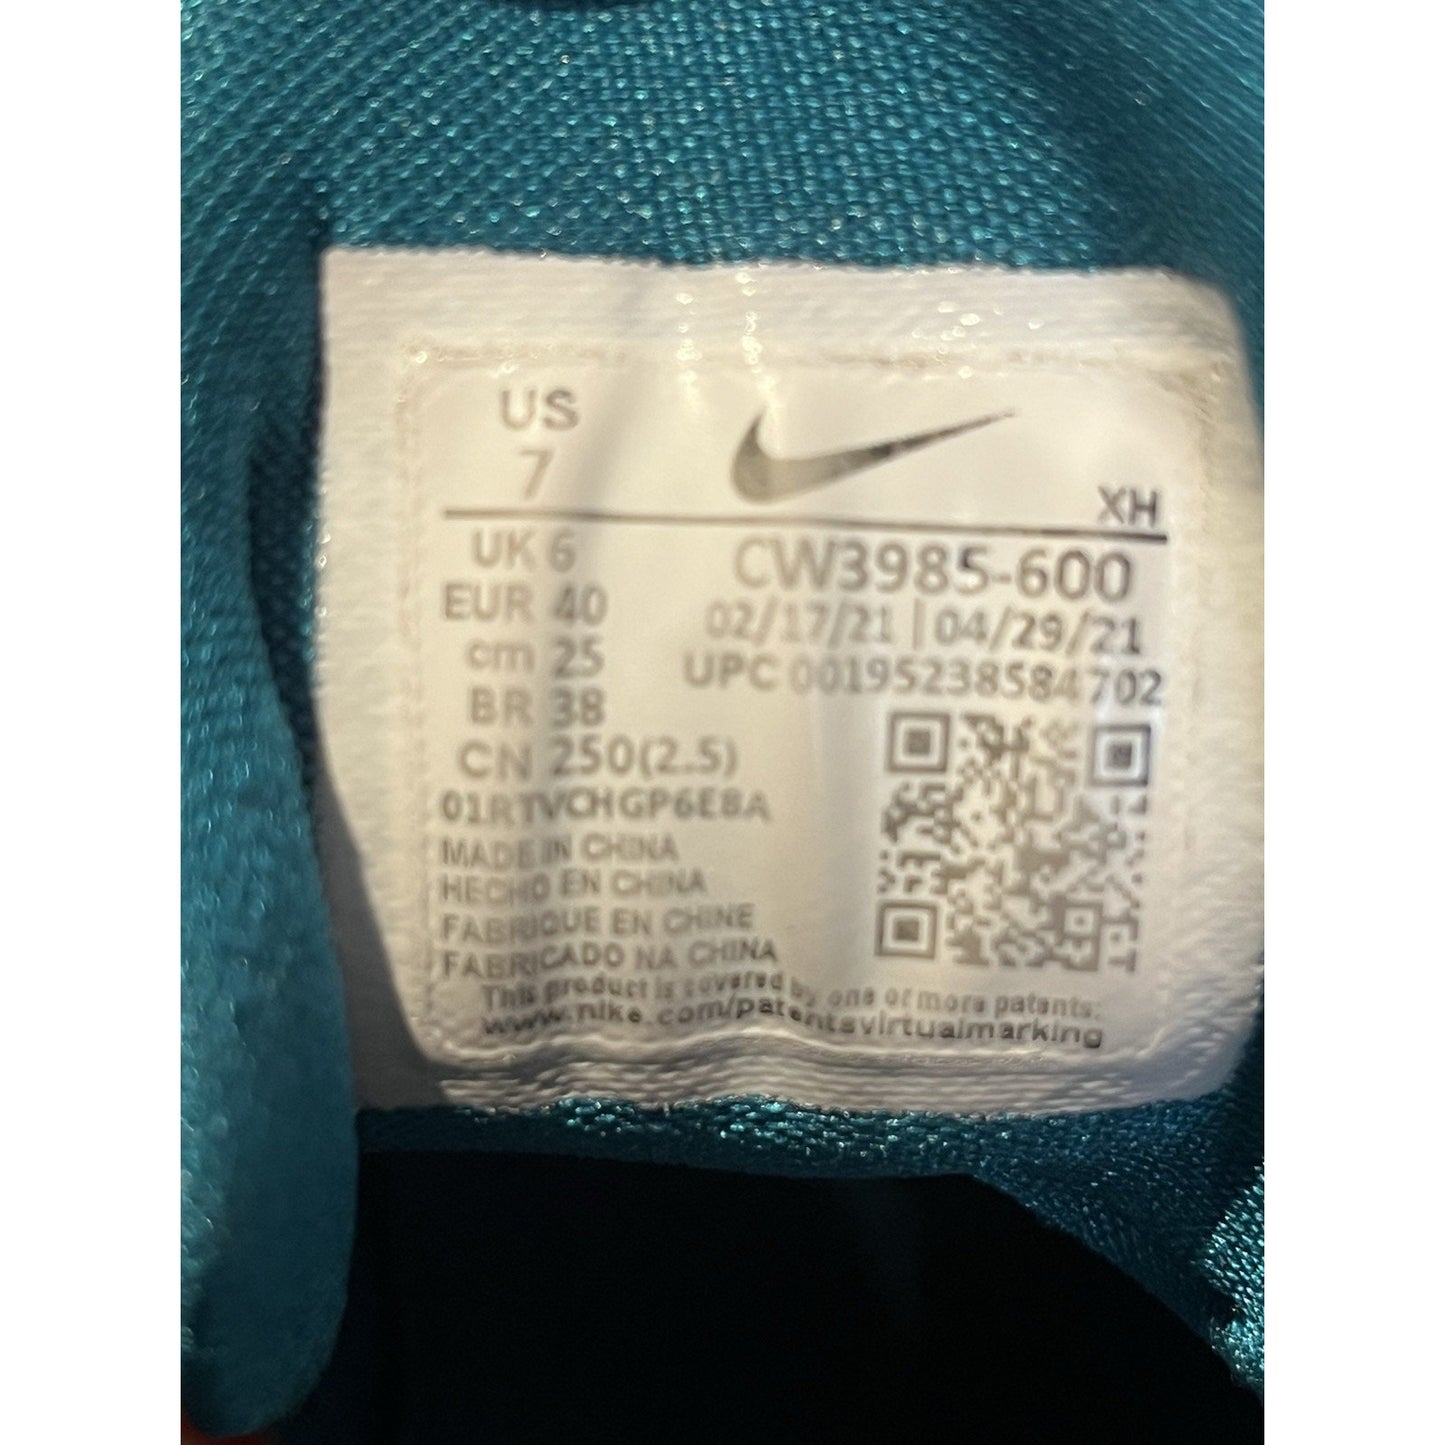 US
7
XH
UK 6
EUR 40
cm 25
BR 38
CN 250(2.5)
CW3985-600
02/17/21 | 04/29/21
UPC 00195238584702
01RTVCHGP6E8A
MADE IN CHINA
HECHO EN CHINA
FABRIQUE EN CHINE
FABRICADO NA CHINA
This product is covered by one or more patents:
www.nike.com/patentsvirtualmarking